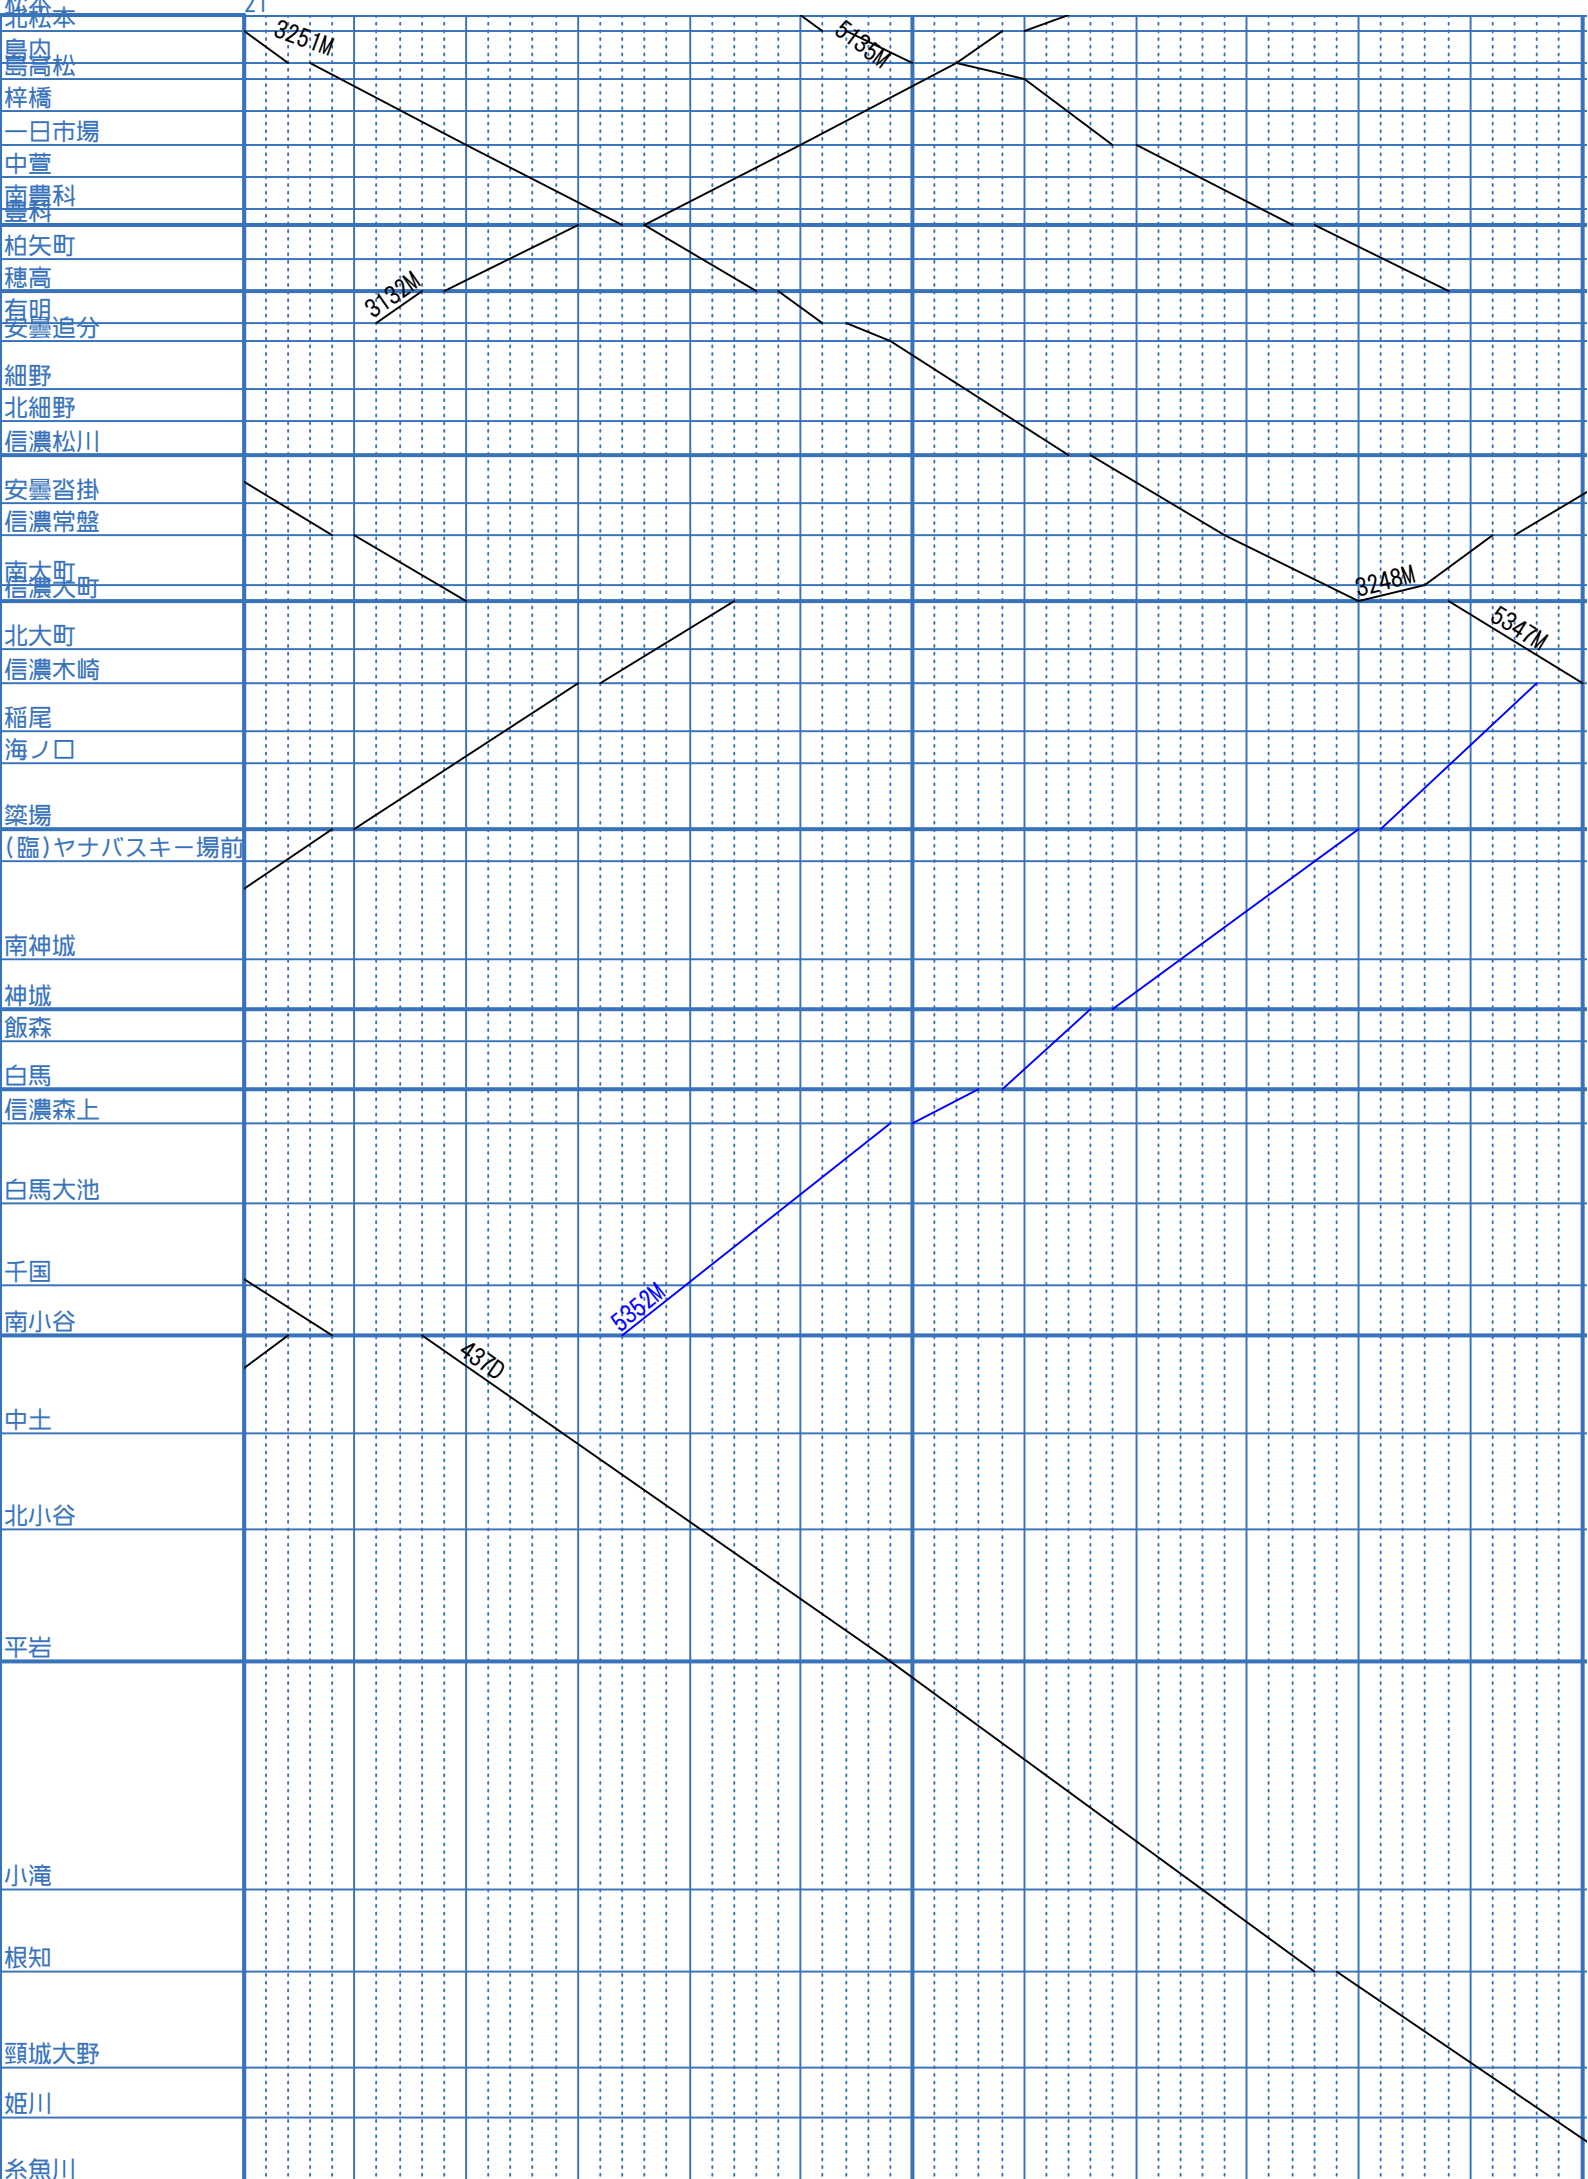 松本
21
北松本
3251M
5135M
島内
島高松
梓橋
一日市場
中萱
南豊科
豊科
柏矢町
穂高
3132M
有明
安曇追分
細野
北細野
信濃松川
安曇沓掛
信濃常盤
南大町
信濃大町
3248M
北大町
5347M
信濃木崎
稲尾
海ノ口
簗場
(臨)ヤナバスキー場前
南神城
神城
飯森
白馬
信濃森上
白馬大池
千国
南小谷
5352M
437D
中土
北小谷
平岩
小滝
根知
頸城大野
姫川
糸魚川